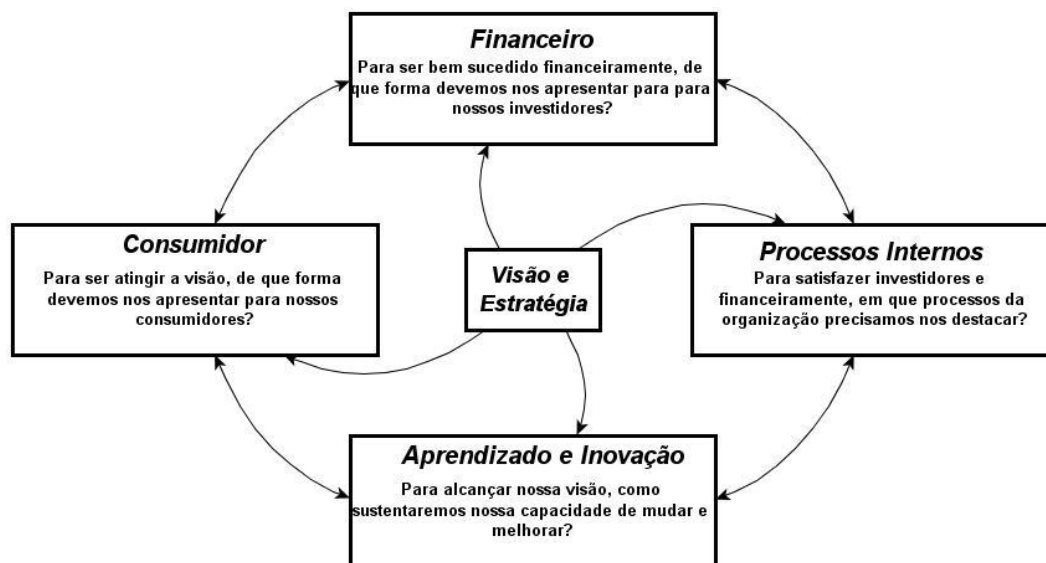 Financeiro
Para ser bem sucedido financeiramente, de
que forma devemos nos apresentar para para
nossos investidores?
Consumidor
Para ser atingir a visão, de que forma
devemos nos apresentar para nossos
consumidores?
Visão e
Estratégia
Processos Internos
Para satisfazer investidores e
financeiramente, em que processos da
organização precisamos nos destacar?
Aprendizado e Inovação
Para alcançar nossa visão, como
sustentaremos nossa capacidade de mudar e
melhorar?